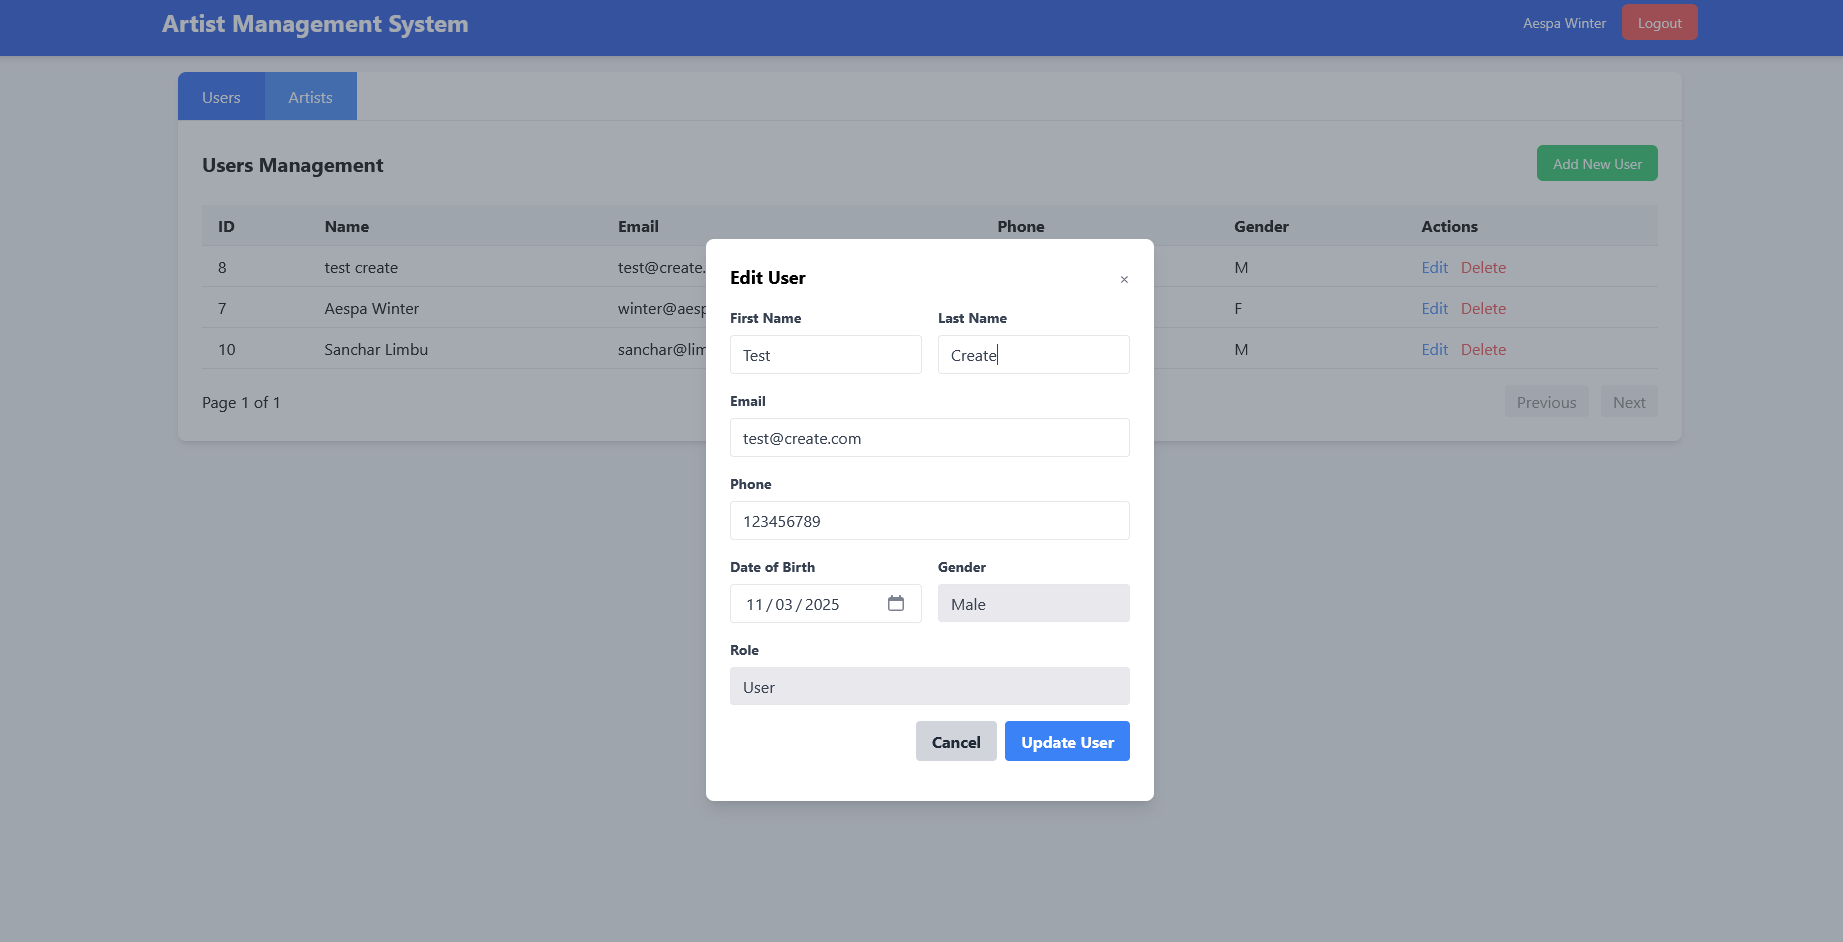 Artist Management System Aespa Winter Logout
Users Artists
Users Management Add New User
ID Name Email Phone Gender Actions
8 test create test@create. M Edit Delete
7 Aespa Winter winter@aesp F Edit Delete
10 Sanchar Limbu sanchar@lim M Edit Delete
Page 1 of 1 Previous Next
Edit User ×
First Name Last Name
Test Create
Email
test@create.com
Phone
123456789
Date of Birth Gender
11/03/2025 Male
Role
User
Cancel Update User